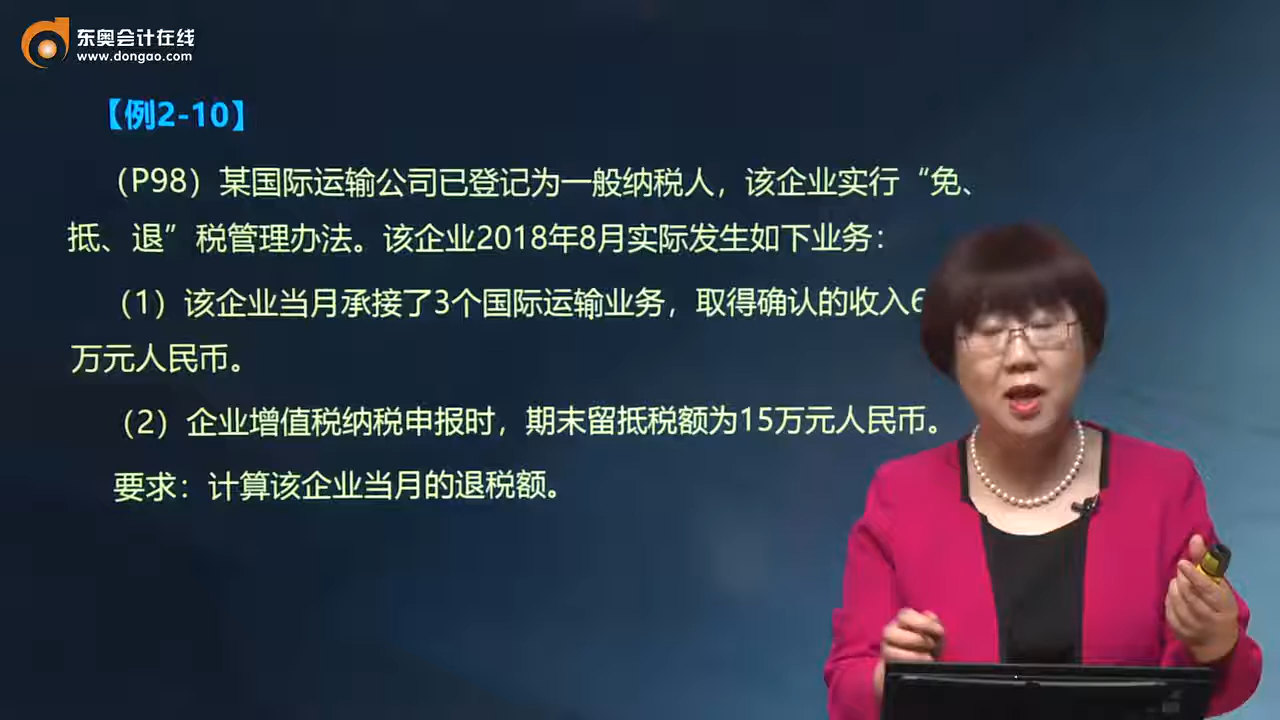 东奥会计在线
www.dongao.com
【例2-10】
（P98）某国际运输公司已登记为一般纳税人，该企业实行“免、
抵、退”税管理办法。该企业2018年8月实际发生如下业务：
（1）该企业当月承接了3个国际运输业务，取得确认的收入6
万元人民币。
（2）企业增值税纳税申报时，期末留抵税额为15万元人民币。
要求：计算该企业当月的退税额。